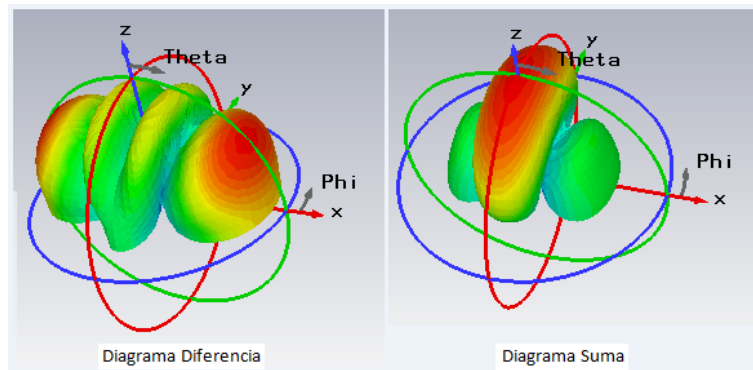 z
Theta
y
Phi
x
Diagrama Diferencia
z
y
Theta
Phi
x
Diagrama Suma